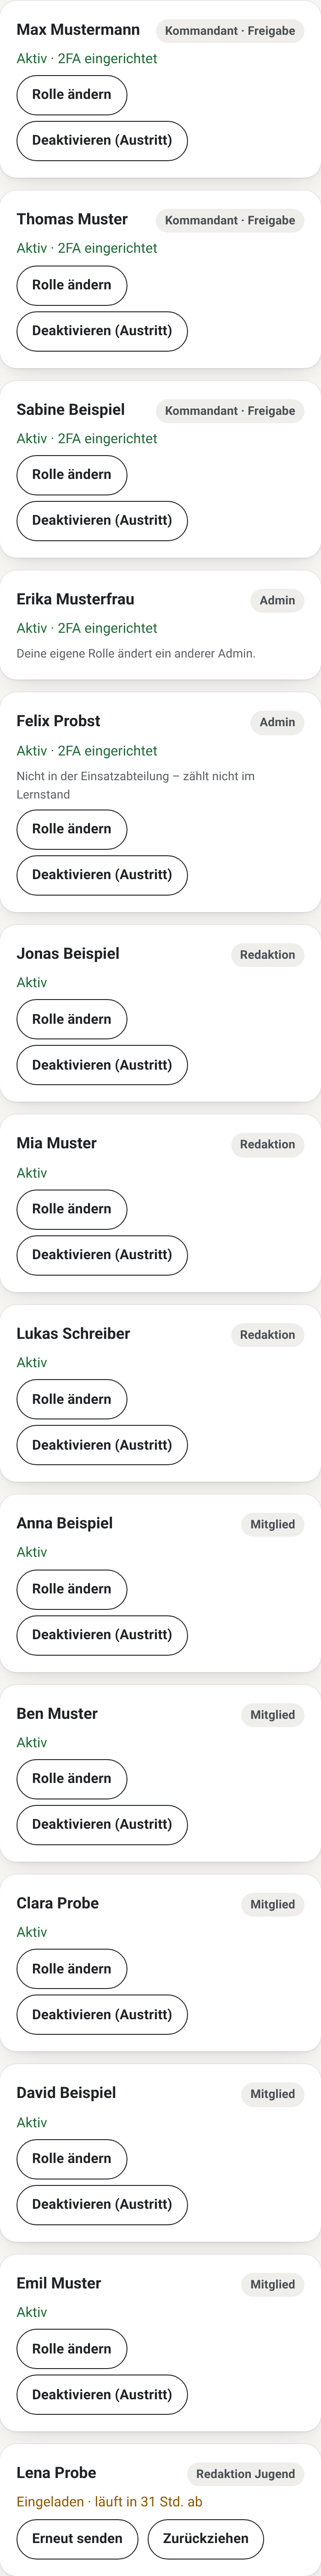 Max Mustermann
Kommandant · Freigabe
Aktiv · 2FA eingerichtet
Rolle ändern
Deaktivieren (Austritt)
Thomas Muster
Kommandant · Freigabe
Aktiv · 2FA eingerichtet
Rolle ändern
Deaktivieren (Austritt)
Sabine Beispiel
Kommandant · Freigabe
Aktiv · 2FA eingerichtet
Rolle ändern
Deaktivieren (Austritt)
Erika Musterfrau
Admin
Aktiv · 2FA eingerichtet
Deine eigene Rolle ändert ein anderer Admin.
Felix Probst
Admin
Aktiv · 2FA eingerichtet
Nicht in der Einsatzabteilung – zählt nicht im
Lernstand
Rolle ändern
Deaktivieren (Austritt)
Jonas Beispiel
Redaktion
Aktiv
Rolle ändern
Deaktivieren (Austritt)
Mia Muster
Redaktion
Aktiv
Rolle ändern
Deaktivieren (Austritt)
Lukas Schreiber
Redaktion
Aktiv
Rolle ändern
Deaktivieren (Austritt)
Anna Beispiel
Mitglied
Aktiv
Rolle ändern
Deaktivieren (Austritt)
Ben Muster
Mitglied
Aktiv
Rolle ändern
Deaktivieren (Austritt)
Clara Probe
Mitglied
Aktiv
Rolle ändern
Deaktivieren (Austritt)
David Beispiel
Mitglied
Aktiv
Rolle ändern
Deaktivieren (Austritt)
Emil Muster
Mitglied
Aktiv
Rolle ändern
Deaktivieren (Austritt)
Lena Probe
Redaktion Jugend
Eingeladen · läuft in 31 Std. ab
Erneut senden
Zurückziehen